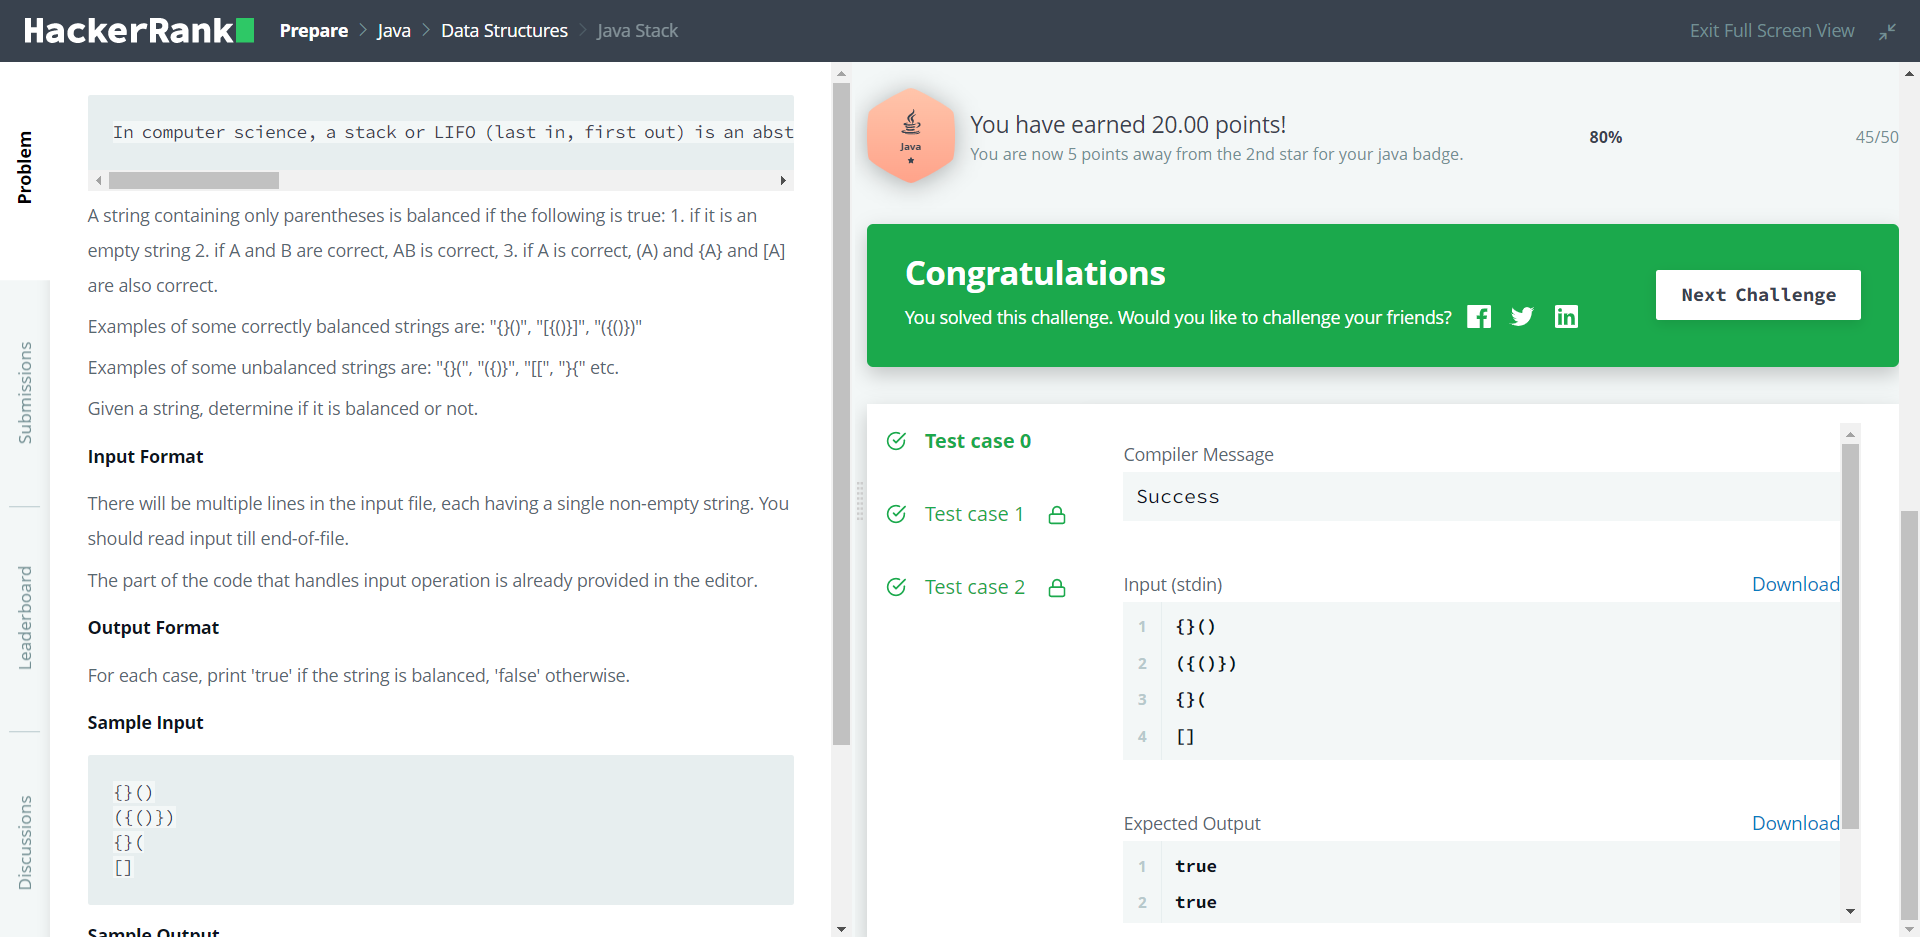 HackerRank
Prepare > Java > Data Structures > Java Stack
Exit Full Screen View
Problem
Submissions
Leaderboard
Discussions
In computer science, a stack or LIFO (last in, first out) is an abst
A string containing only parentheses is balanced if the following is true: 1. if it is an
empty string 2. if A and B are correct, AB is correct, 3. if A is correct, (A) and {A} and [A]
are also correct.
Examples of some correctly balanced strings are: "{}()", "[{()}]", "({()})"
Examples of some unbalanced strings are: "{}(", "({)}", "[[", "}{" etc.
Given a string, determine if it is balanced or not.
Input Format
There will be multiple lines in the input file, each having a single non-empty string. You
should read input till end-of-file.
The part of the code that handles input operation is already provided in the editor.
Output Format
For each case, print 'true' if the string is balanced, 'false' otherwise.
Sample Input
{}()
({()})
{}(
[]
Sample Output
Java
You have earned 20.00 points!
You are now 5 points away from the 2nd star for your java badge.
80%
45/50
Congratulations
You solved this challenge. Would you like to challenge your friends?
Next Challenge
Test case 0
Test case 1
Test case 2
Compiler Message
Success
Input (stdin)
Download
1 {}()
2 ({()})
3 {}(
4 []
Expected Output
Download
1 true
2 true